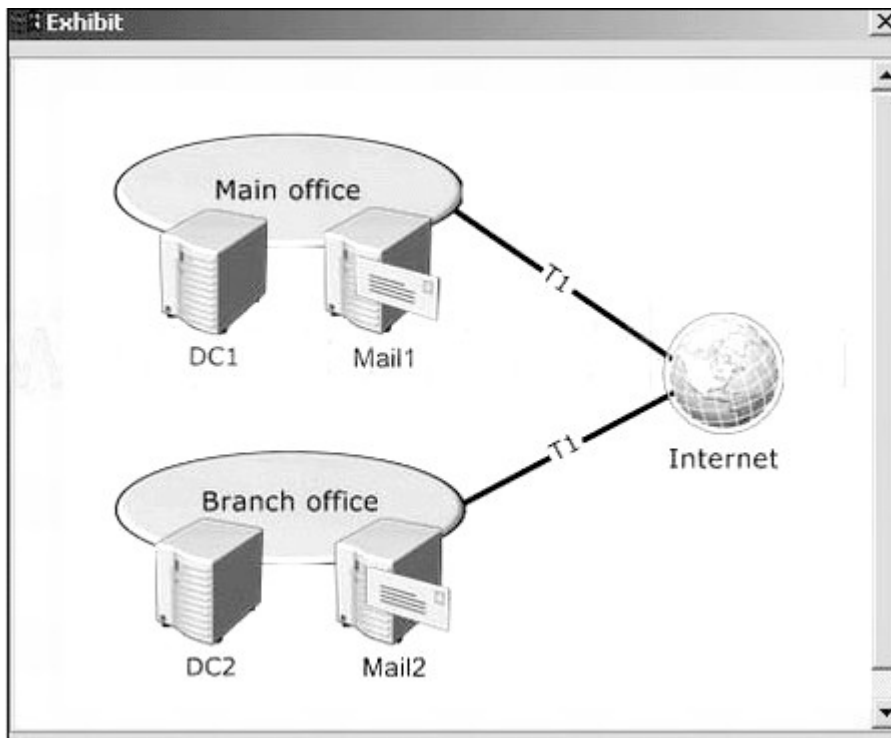 Exhibit
Main office
DC1
Mail1
T1
T1
Internet
Branch office
DC2
Mail2